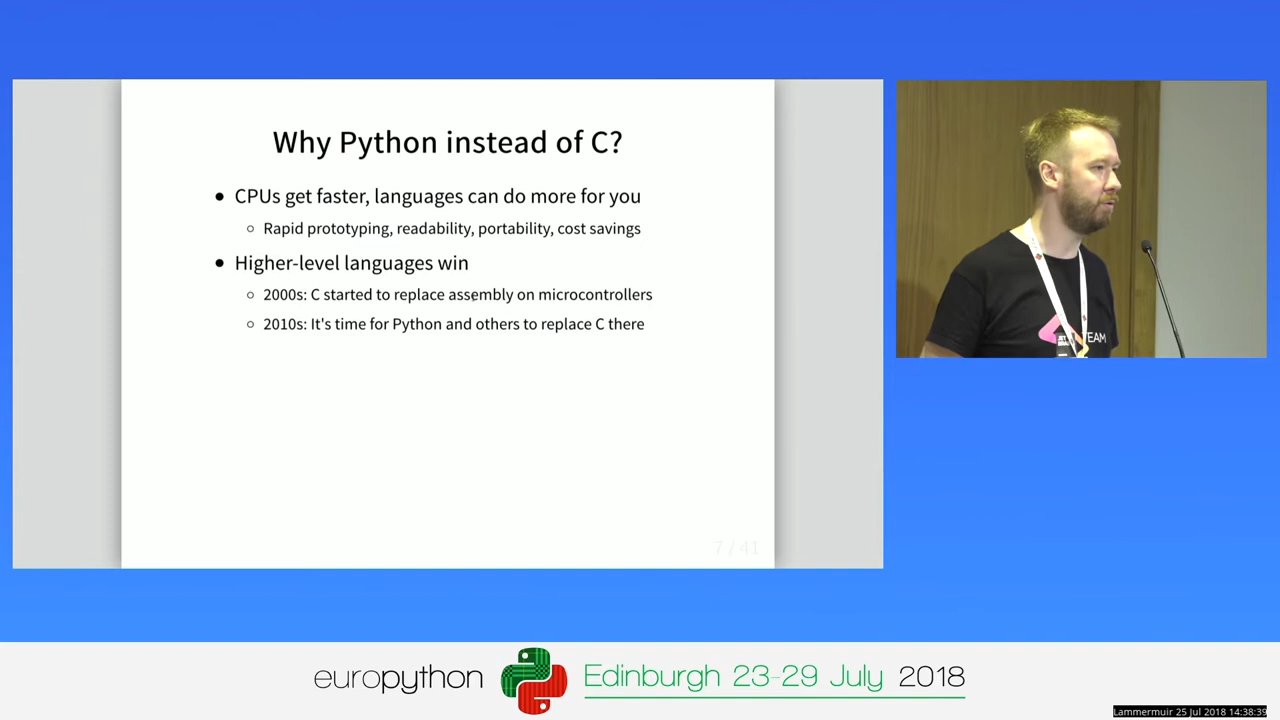 Why Python instead of C?
CPUs get faster, languages can do more for you
Rapid prototyping, readability, portability, cost savings
Higher-level languages win
2000s: C started to replace assembly on microcontrollers
2010s: It's time for Python and others to replace C there
7 / 41
EAM
europython
Edinburgh 23-29 July 2018
Lammermuir 25 Jul 2018 14:38:39